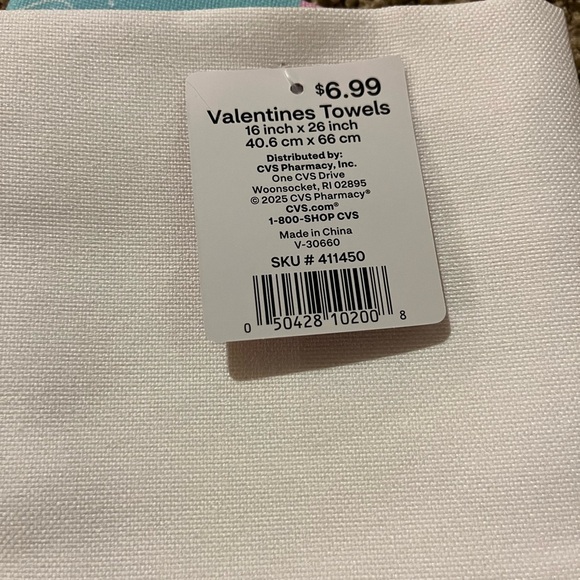 $6.99
Valentines Towels
16 inch x 26 inch
40.6 cm x 66 cm
Distributed by:
CVS Pharmacy, Inc.
One CVS Drive
Woonsocket, RI 02895
© 2025 CVS Pharmacy®
CVS.com®
1-800-SHOP CVS
Made in China
V-30660
SKU # 411450
0 50428 10200 8